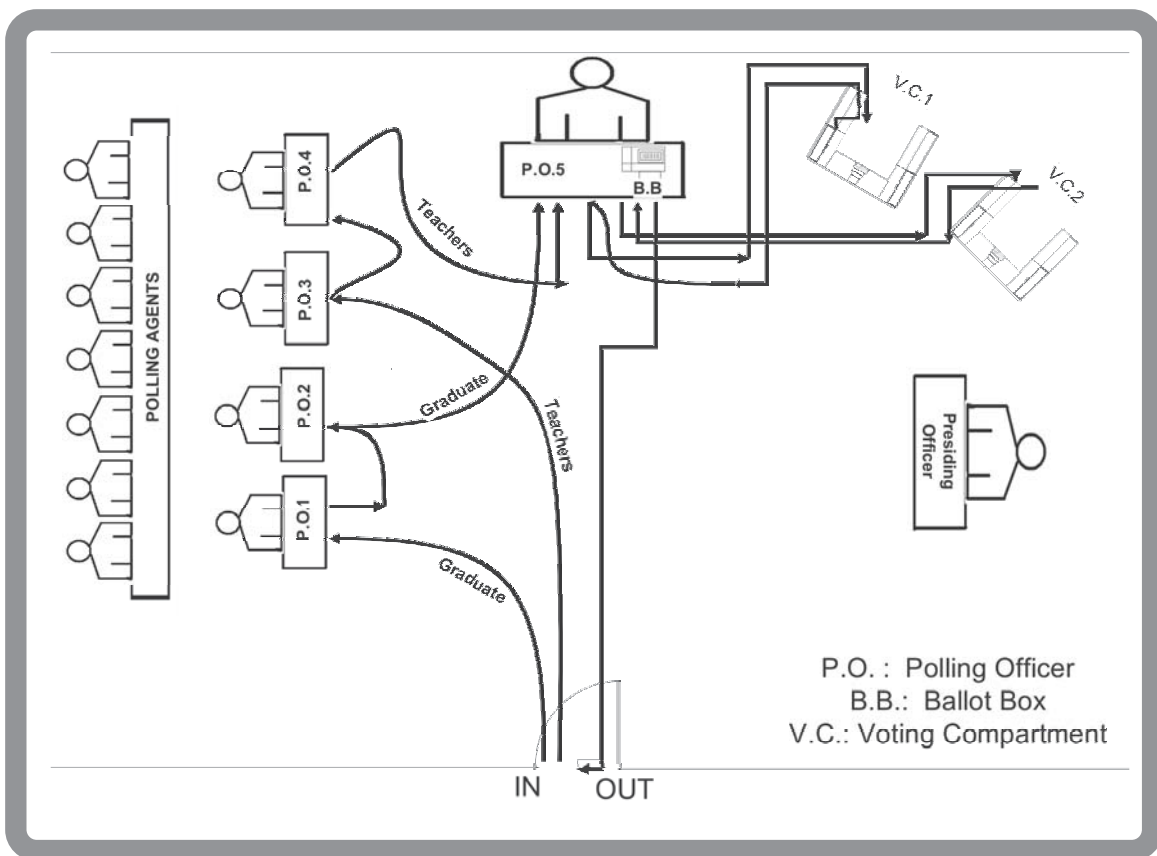 V.C.1
P.O.5
B.B
V.C.2
P.O.4
Teachers
POLLING AGENTS
P.O.3
P.O.2
Graduate
Teachers
Presiding
Officer
P.O.1
Graduate
P.O. : Polling Officer
B.B.: Ballot Box
V.C.: Voting Compartment
IN
OUT